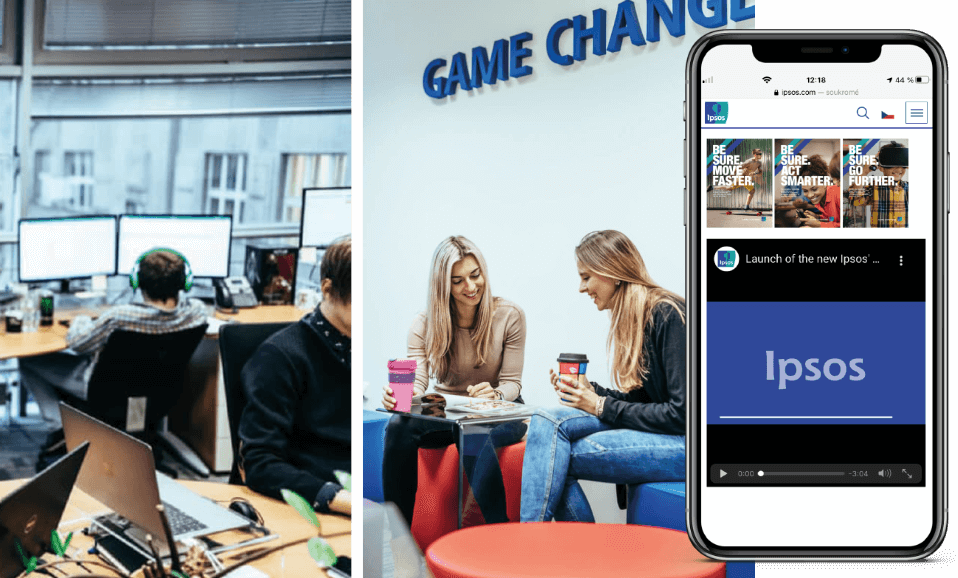 GAME CHANGE
12:18
44 %
ipsos.com — soukromé
Ipsos
BE
SURE.
MOVE
FASTER.
BE
SURE.
ACT
SMARTER.
BE
SURE.
GO
FURTHER.
Ipsos
Launch of the new Ipsos' ...
Ipsos
0:00
-3:04